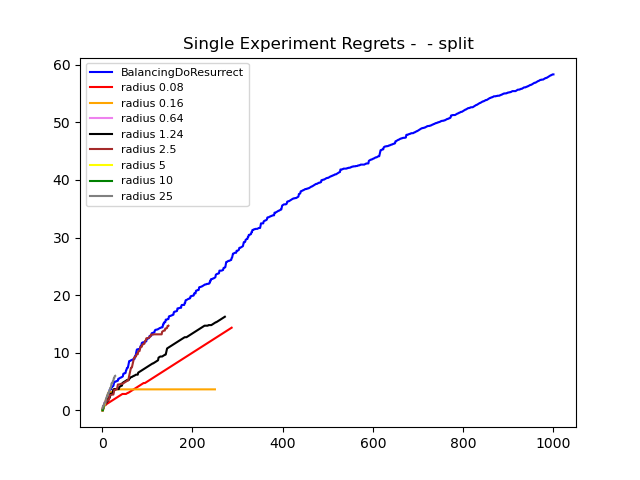 Single Experiment Regrets -  - split
60
50
40
30
20
10
0
BalancingDoResurrect
radius 0.08
radius 0.16
radius 0.64
radius 1.24
radius 2.5
radius 5
radius 10
radius 25
0 200 400 600 800 1000